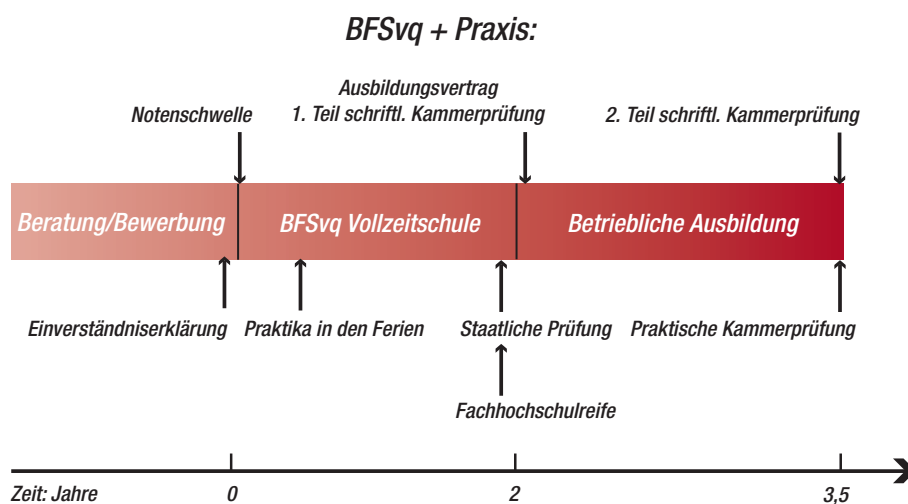 BFSvq + Praxis:
Ausbildungsvertrag
Notenschwelle
1. Teil schriftl. Kammerprüfung
2. Teil schriftl. Kammerprüfung
Beratung/Bewerbung
BFSvq Vollzeitschule
Betriebliche Ausbildung
Einverständniserklärung
Praktika in den Ferien
Staatliche Prüfung
Praktische Kammerprüfung
Fachhochschulreife
Zeit: Jahre
0
2
3,5